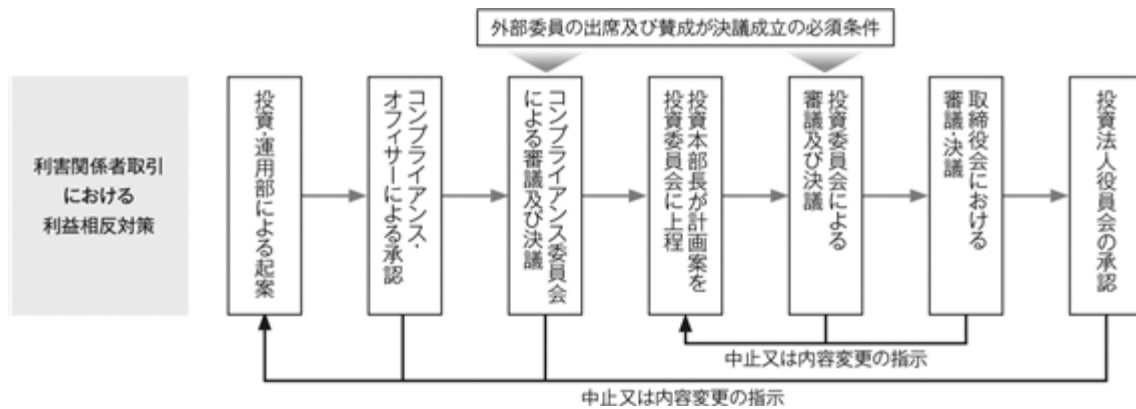 外部委員の出席及び賛成が決議成立の必須条件
利害関係者取引
における
利益相反対策
投資・運用部による起案
コンプライアンス・
オフィサーによる承認
コンプライアンス委員会
による審議及び決議
投資本部長が計画案を
投資委員会に上程
投資委員会による
審議及び決議
取締役会における
審議・決議
投資法人役員会の承認
中止又は内容変更の指示
中止又は内容変更の指示